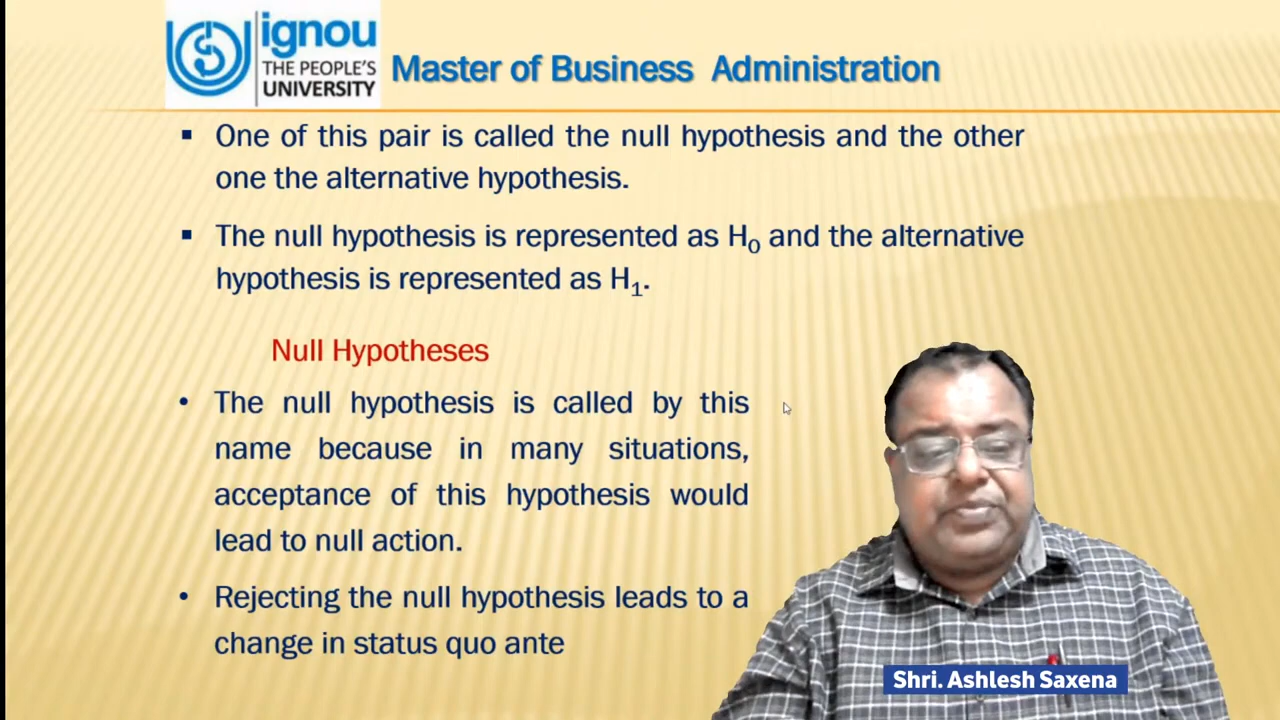 ignou
THE PEOPLE'S
UNIVERSITY
Master of Business Administration
▪ One of this pair is called the null hypothesis and the other
one the alternative hypothesis.
▪ The null hypothesis is represented as H₀ and the alternative
hypothesis is represented as H₁.
Null Hypotheses
• The null hypothesis is called by this
name because in many situations,
acceptance of this hypothesis would
lead to null action.
• Rejecting the null hypothesis leads to a
change in status quo ante
Shri. Ashlesh Saxena